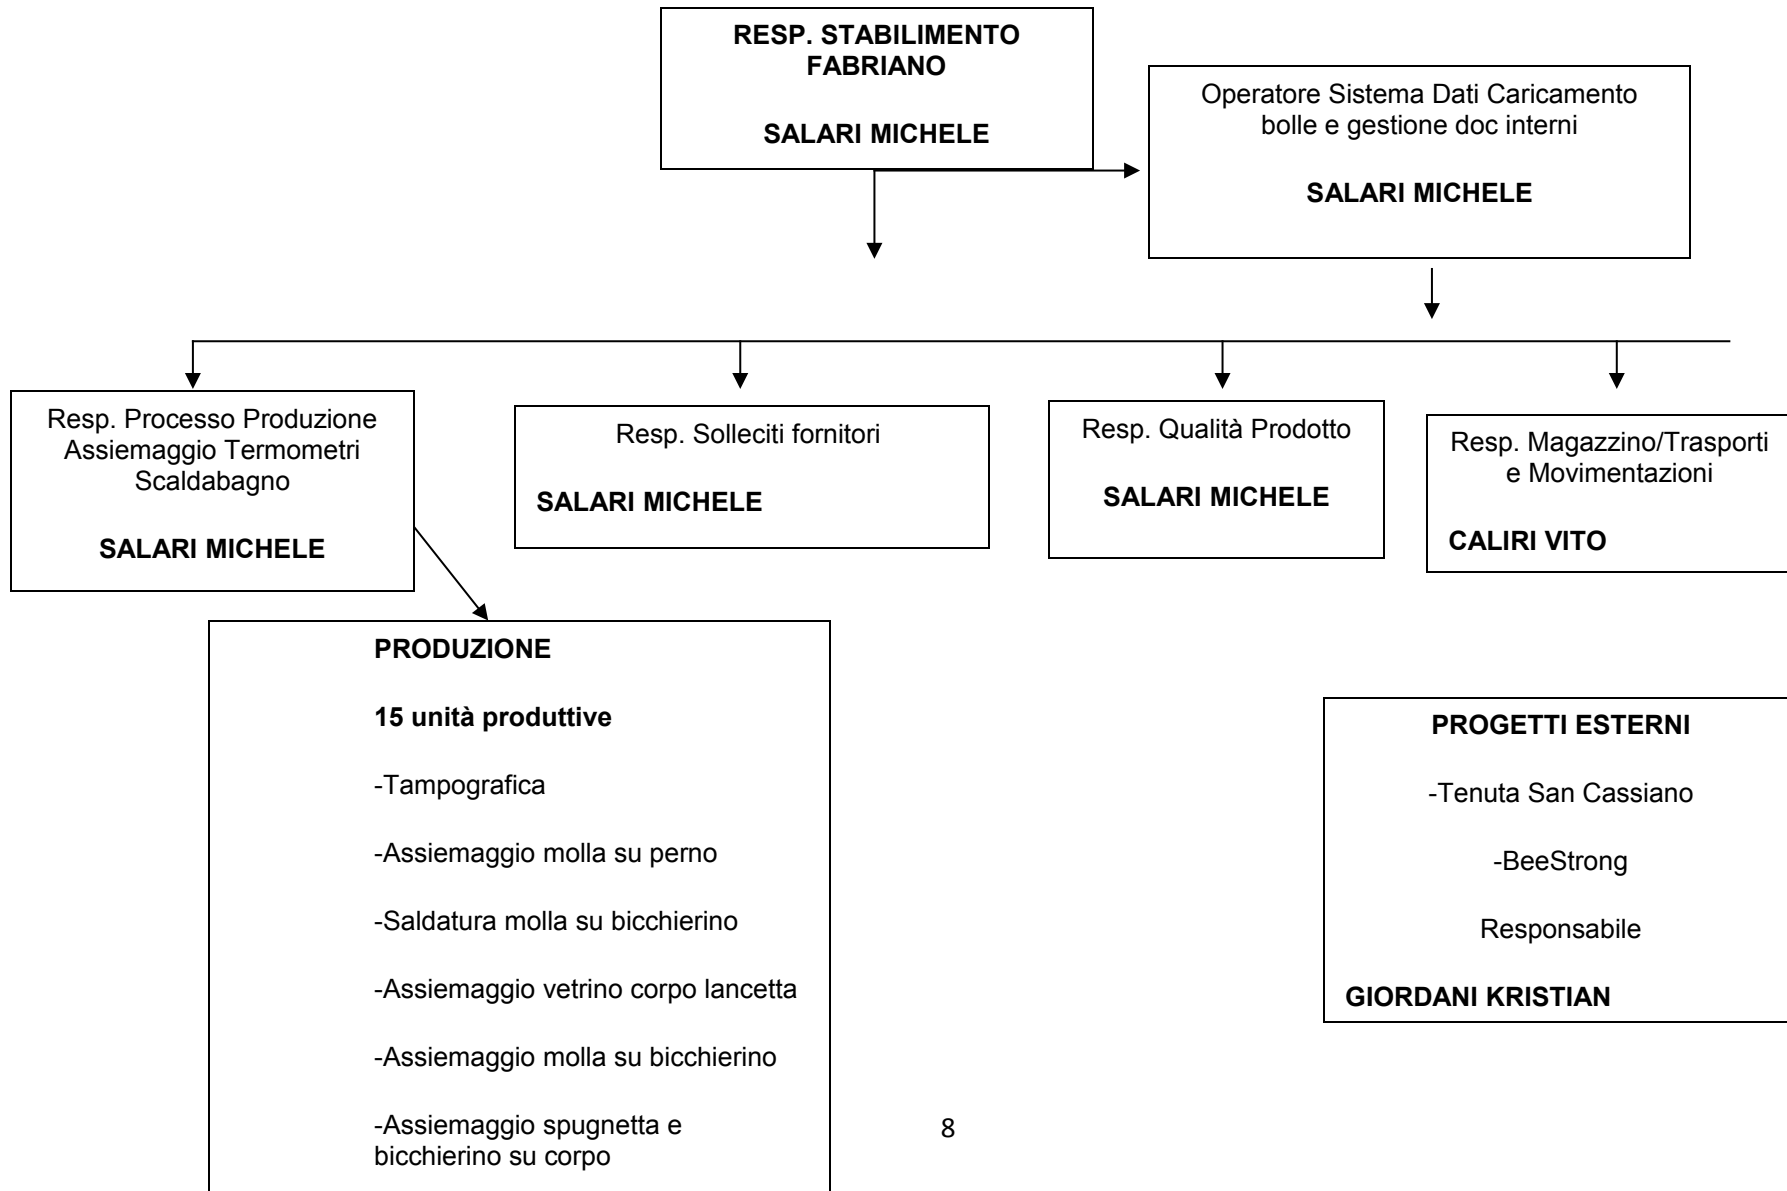 RESP. STABILIMENTO
FABRIANO
SALARI MICHELE
Operatore Sistema Dati Caricamento
bolle e gestione doc interni
SALARI MICHELE
Resp. Processo Produzione
Assiemaggio Termometri
Scaldabagno
SALARI MICHELE
Resp. Solleciti fornitori
SALARI MICHELE
Resp. Qualità Prodotto
SALARI MICHELE
Resp. Magazzino/Trasporti
e Movimentazioni
CALIRI VITO
PRODUZIONE
15 unità produttive
-Tampografica
-Assiemaggio molla su perno
-Saldatura molla su bicchierino
-Assiemaggio vetrino corpo lancetta
-Assiemaggio molla su bicchierino
-Assiemaggio spugnetta e
bicchierino su corpo
PROGETTI ESTERNI
-Tenuta San Cassiano
-BeeStrong
Responsabile
GIORDANI KRISTIAN
8